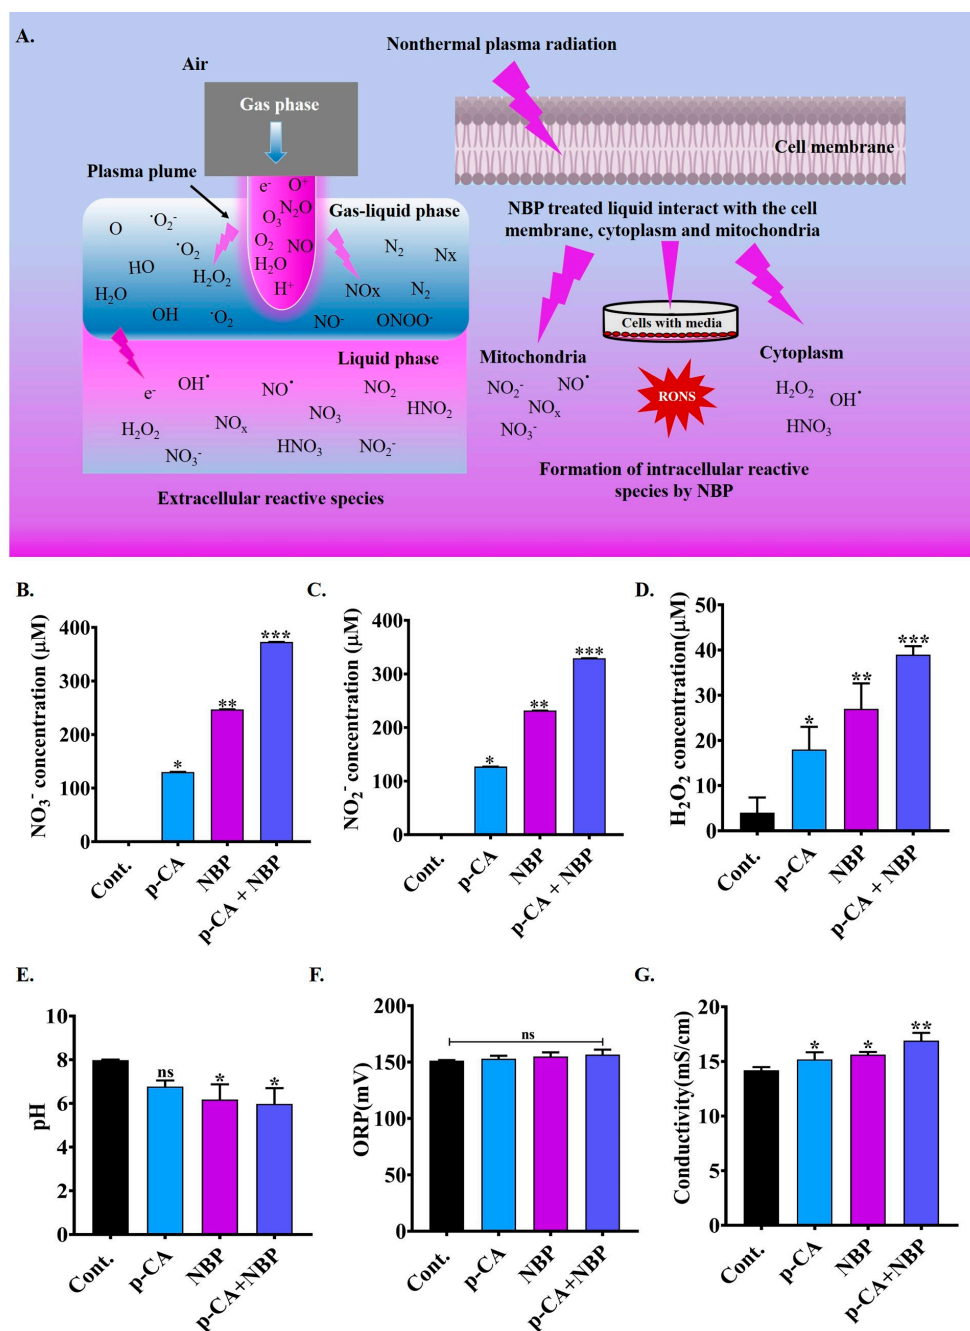 A.
Nonthermal plasma radiation
Air
Gas phase
Cell membrane
Plasma plume
e⁻ O⁺
N₂O
O₃
O₂ NO
H₂O
H⁺
Gas-liquid phase
O ·O₂⁻
·O₂
HO
H₂O₂
H₂O
OH ·O₂
N₂ Nx
NOx N₂
NO⁻ ONOO⁻
NBP treated liquid interact with the cell
membrane, cytoplasm and mitochondria
Cells with media
Liquid phase
e⁻ OH• NO• NO₂
HNO₂
NO₃
H₂O₂ NOₓ
HNO₃ NO₂⁻
NO₃⁻
Mitochondria
NO₂⁻ NO•
NOₓ
NO₃⁻
RONS
Cytoplasm
H₂O₂
OH•
HNO₃
Extracellular reactive species
Formation of intracellular reactive
species by NBP
B.
NO₃⁻ concentration (μM)
400
300
200
100
0
*
**
***
Cont.
p-CA
NBP
p-CA + NBP
C.
NO₂⁻ concentration (μM)
400
300
200
100
0
*
**
***
Cont.
p-CA
NBP
p-CA + NBP
D.
H₂O₂ concentration(μM)
50
40
30
20
10
0
*
**
***
Cont.
p-CA
NBP
p-CA + NBP
E.
pH
10
8
6
4
2
0
ns
*
*
Cont.
p-CA
NBP
p-CA+NBP
F.
ORP(mV)
200
150
100
50
0
ns
Cont.
p-CA
NBP
p-CA+NBP
G.
Conductivity(mS/cm)
20
15
10
5
0
*
*
**
Cont.
p-CA
NBP
p-CA+NBP